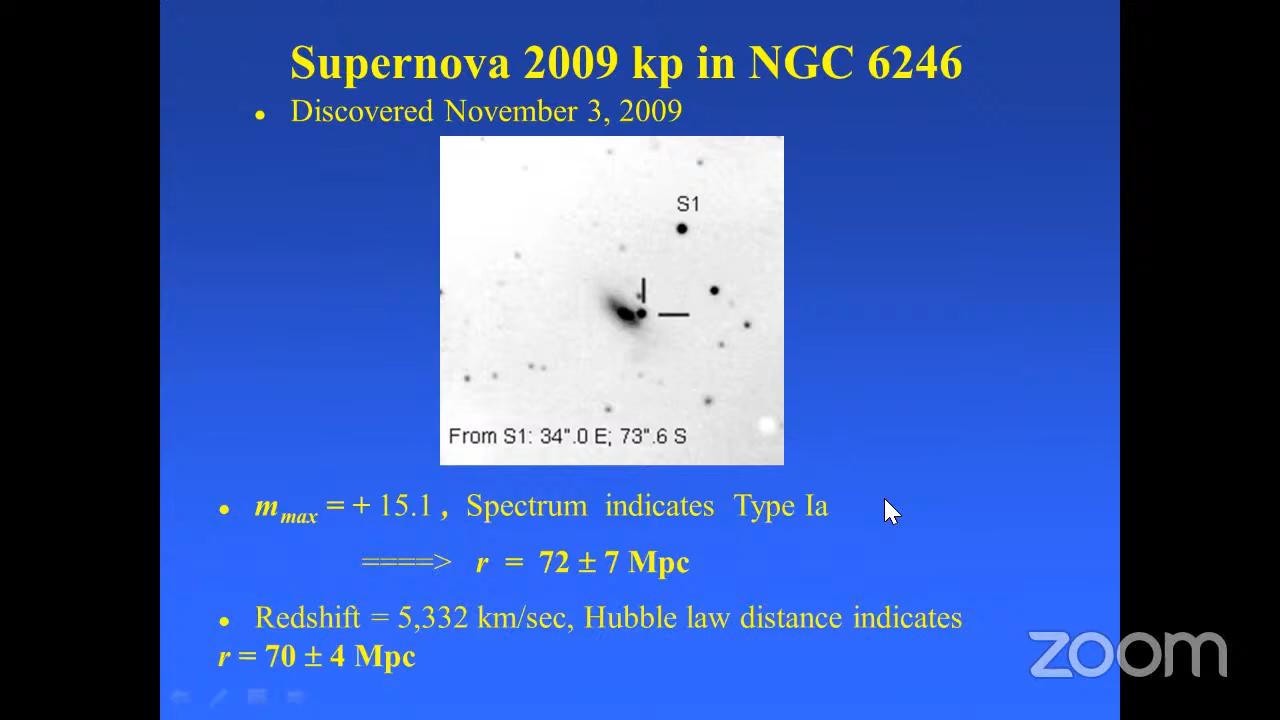 Supernova 2009 kp in NGC 6246
• Discovered November 3, 2009
S1
From S1: 34".0 E; 73".6 S
• m max = + 15.1 , Spectrum indicates Type Ia
====> r = 72 ± 7 Mpc
• Redshift = 5,332 km/sec, Hubble law distance indicates
r = 70 ± 4 Mpc
zoom